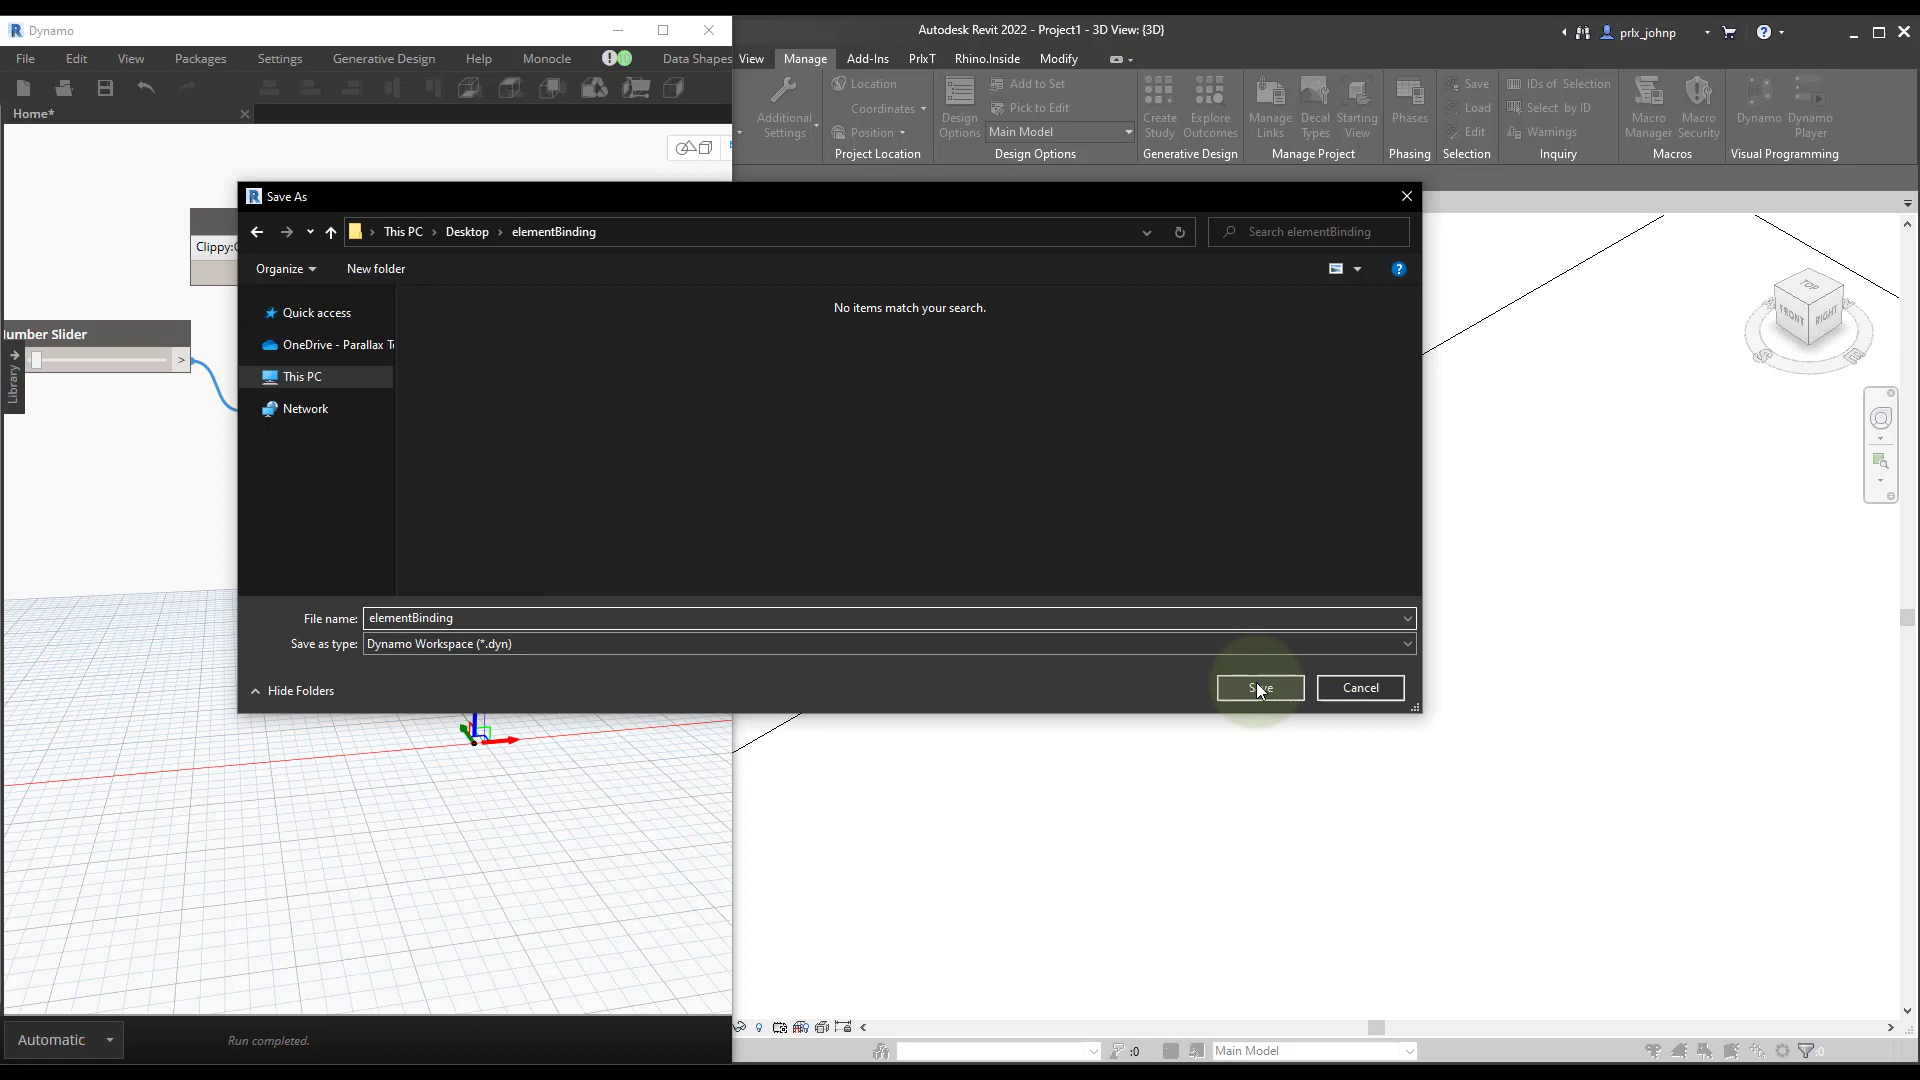 Dynamo
Autodesk Revit 2022 - Project1 - 3D View: {3D}
prlx_johnp
File Edit View Packages Settings Generative Design Help Monocle Data Shapes
View Manage Add-Ins PrlxT Rhino.Inside Modify
Home*
Additional Settings
Location
Coordinates
Position
Project Location
Design Options
Add to Set
Pick to Edit
Main Model
Design Options
Create Study
Explore Outcomes
Generative Design
Manage Links
Decal Types
Starting View
Manage Project
Phases
Phasing
Save
Load
Edit
Selection
IDs of Selection
Select by ID
Warnings
Inquiry
Macro Manager
Macro Security
Macros
Dynamo
Dynamo Player
Visual Programming
Save As
This PC > Desktop > elementBinding
Search elementBinding
Organize
New folder
Quick access
OneDrive - Parallax
This PC
Network
No items match your search.
File name: elementBinding
Save as type: Dynamo Workspace (*.dyn)
Hide Folders
Save
Cancel
Number Slider
>
Library
TOP
FRONT
RIGHT
Automatic
Run completed.
:0
Main Model
:0